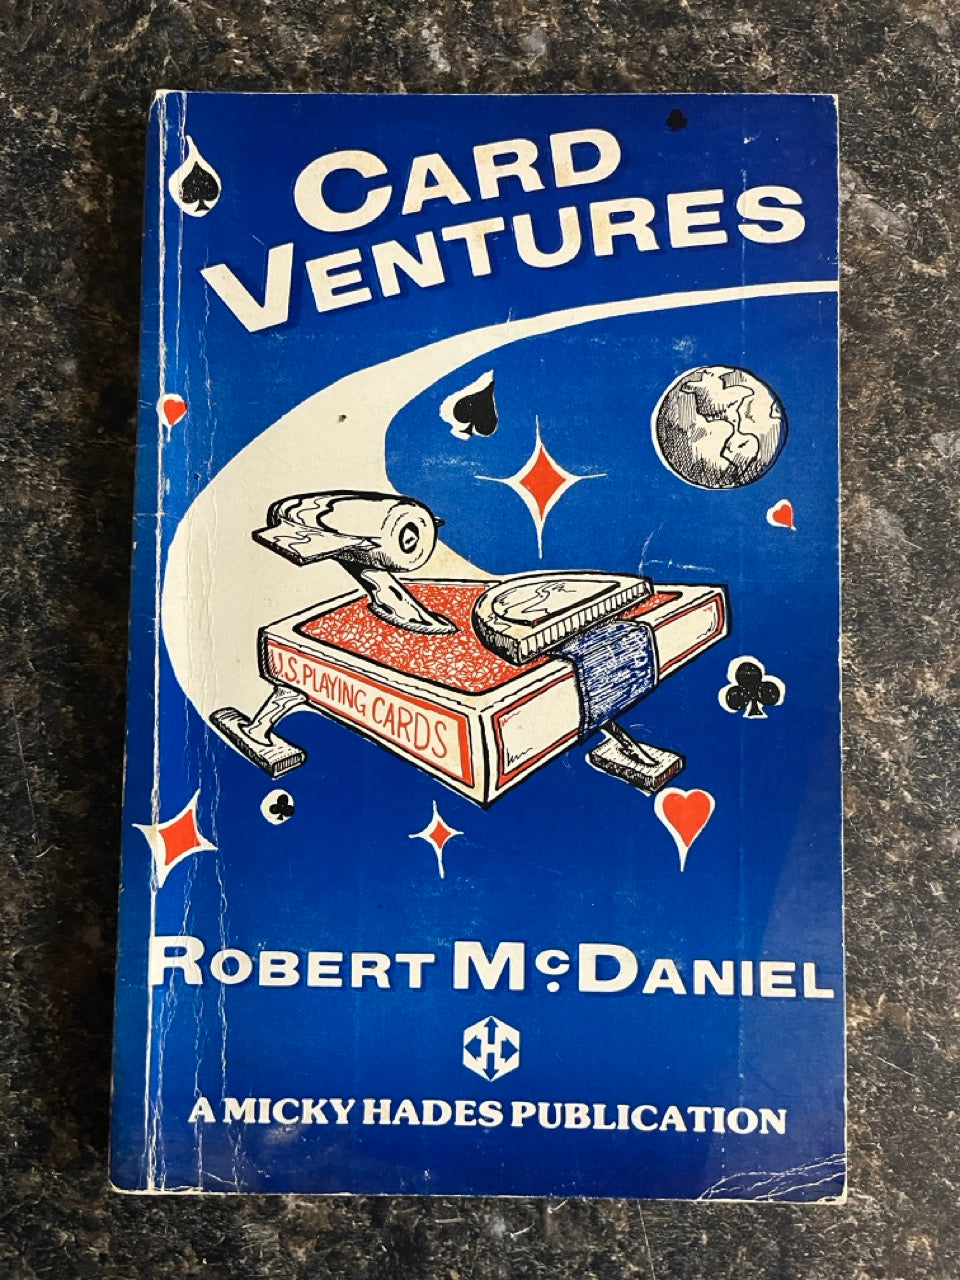 CARD
VENTURES
U.S. PLAYING CARDS
ROBERT McDANIEL
H
A MICKY HADES PUBLICATION